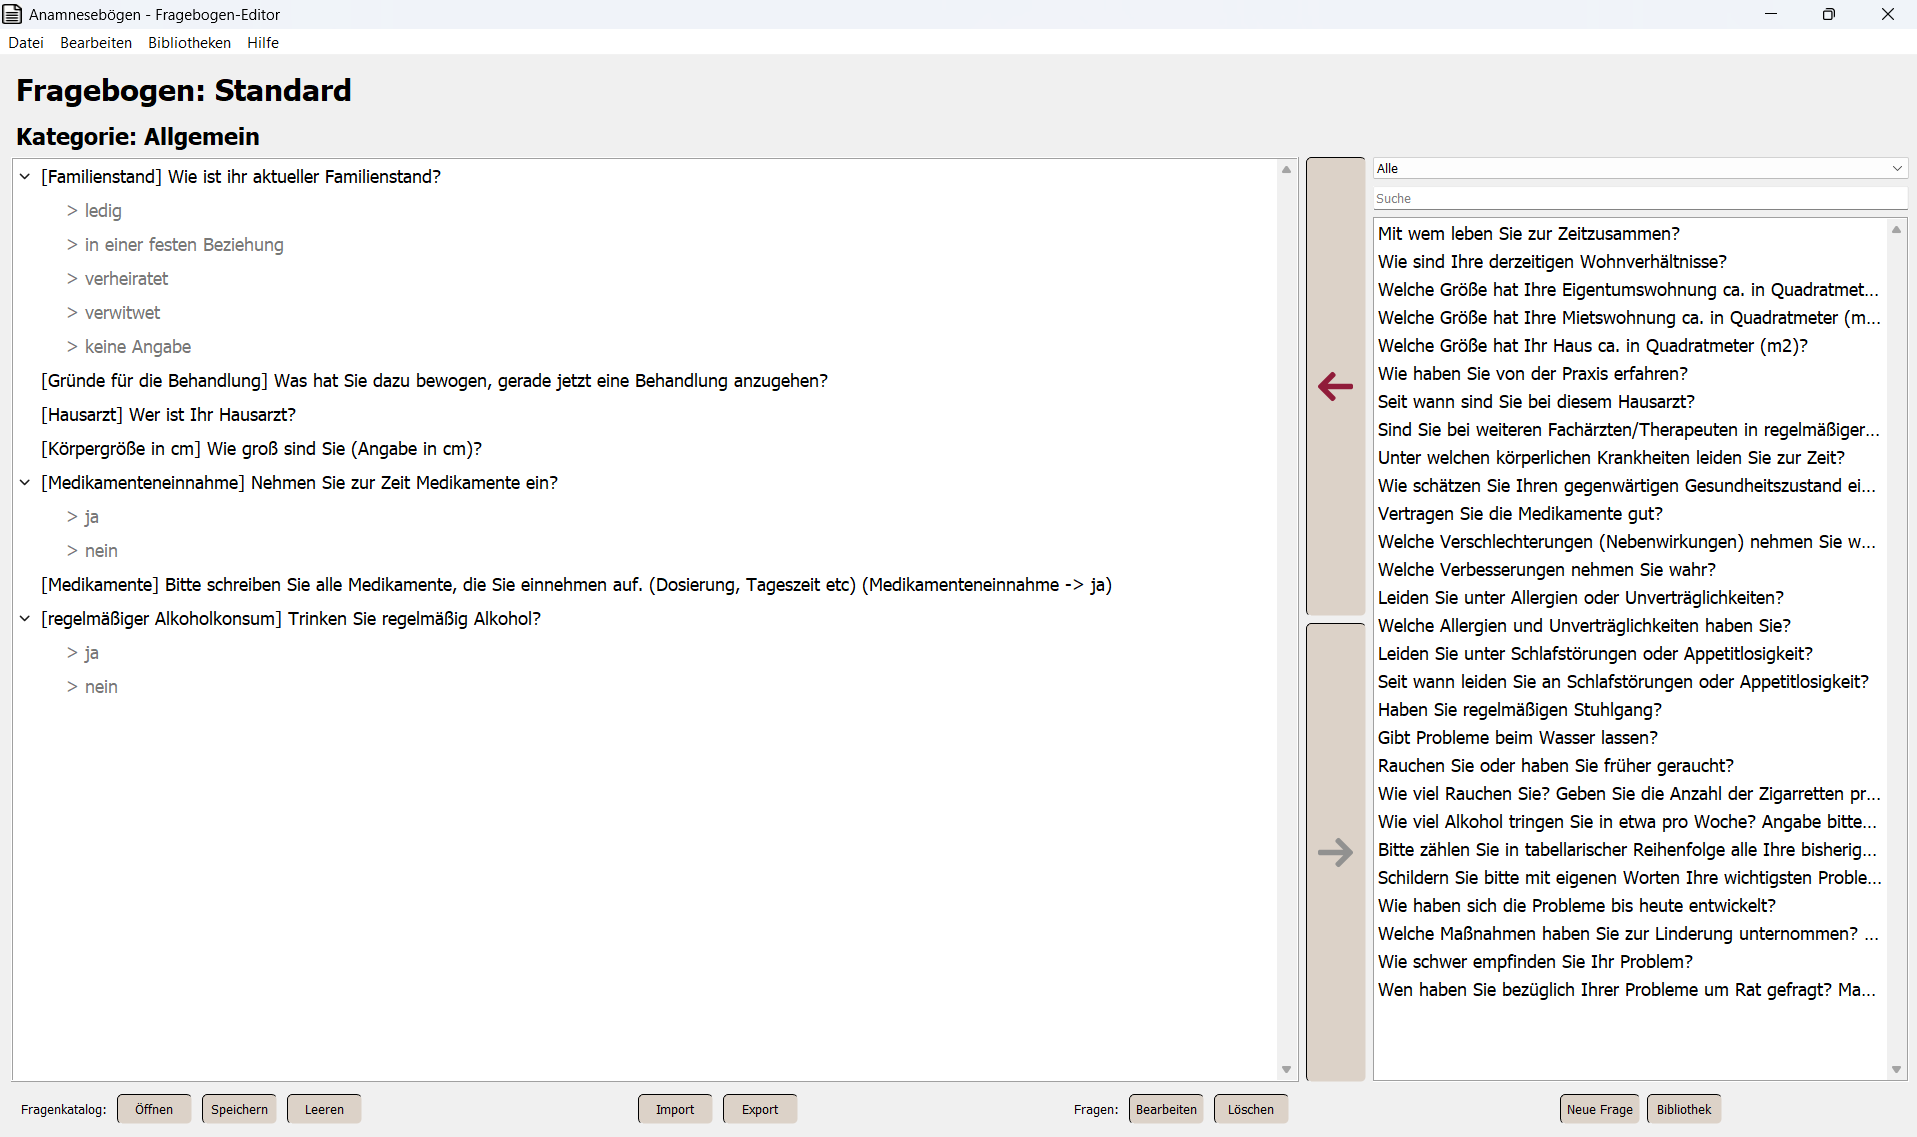 Anamnesebögen - Fragebogen-Editor
Datei Bearbeiten Bibliotheken Hilfe
Fragebogen: Standard
Kategorie: Allgemein
[Familienstand] Wie ist ihr aktueller Familienstand?
> ledig
> in einer festen Beziehung
> verheiratet
> verwitwet
> keine Angabe
[Gründe für die Behandlung] Was hat Sie dazu bewogen, gerade jetzt eine Behandlung anzugehen?
[Hausarzt] Wer ist Ihr Hausarzt?
[Körpergröße in cm] Wie groß sind Sie (Angabe in cm)?
[Medikamenteneinnahme] Nehmen Sie zur Zeit Medikamente ein?
> ja
> nein
[Medikamente] Bitte schreiben Sie alle Medikamente, die Sie einnehmen auf. (Dosierung, Tageszeit etc) (Medikamenteneinnahme -> ja)
[regelmäßiger Alkoholkonsum] Trinken Sie regelmäßig Alkohol?
> ja
> nein
Alle
Suche
Mit wem leben Sie zur Zeitzusammen?
Wie sind Ihre derzeitigen Wohnverhältnisse?
Welche Größe hat Ihre Eigentumswohnung ca. in Quadratmet...
Welche Größe hat Ihre Mietswohnung ca. in Quadratmeter (m...
Welche Größe hat Ihr Haus ca. in Quadratmeter (m2)?
Wie haben Sie von der Praxis erfahren?
Seit wann sind Sie bei diesem Hausarzt?
Sind Sie bei weiteren Fachärzten/Therapeuten in regelmäßiger...
Unter welchen körperlichen Krankheiten leiden Sie zur Zeit?
Wie schätzen Sie Ihren gegenwärtigen Gesundheitszustand ei...
Vertragen Sie die Medikamente gut?
Welche Verschlechterungen (Nebenwirkungen) nehmen Sie w...
Welche Verbesserungen nehmen Sie wahr?
Leiden Sie unter Allergien oder Unverträglichkeiten?
Welche Allergien und Unverträglichkeiten haben Sie?
Leiden Sie unter Schlafstörungen oder Appetitlosigkeit?
Seit wann leiden Sie an Schlafstörungen oder Appetitlosigkeit?
Haben Sie regelmäßigen Stuhlgang?
Gibt Probleme beim Wasser lassen?
Rauchen Sie oder haben Sie früher geraucht?
Wie viel Rauchen Sie? Geben Sie die Anzahl der Zigarretten pr...
Wie viel Alkohol tringen Sie in etwa pro Woche? Angabe bitte...
Bitte zählen Sie in tabellarischer Reihenfolge alle Ihre bisherig...
Schildern Sie bitte mit eigenen Worten Ihre wichtigsten Proble...
Wie haben sich die Probleme bis heute entwickelt?
Welche Maßnahmen haben Sie zur Linderung unternommen? ...
Wie schwer empfinden Sie Ihr Problem?
Wen haben Sie bezüglich Ihrer Probleme um Rat gefragt? Ma...
Fragenkatalog: Öffnen Speichern Leeren Import Export Fragen: Bearbeiten Löschen Neue Frage Bibliothek